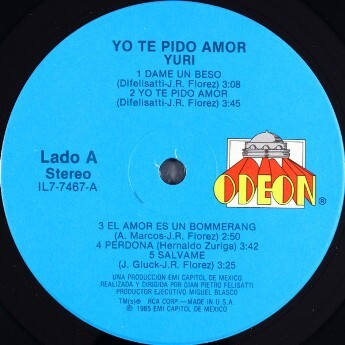 YO TE PIDO AMOR
YURI
1 DAME UN BESO
(Difelisatti-J.R. Florez) 3:08
2 YO TE PIDO AMOR
(Difelisatti-J.R. Florez) 3:45
Lado A
Stereo
IL7-7467-A
ODEON®
3 EL AMOR ES UN BOMMERANG
(A. Marcos-J.R. Florez) 2:50
4 PERDONA (Hernaldo Zuriga) 3:42
5 SALVAME
(J. Gluck-J.R. Florez) 3:25
UNA PRODUCCION EMI CAPITOL DE MEXICO
REALIZADA Y DIRIGIDA POR GIAN PIETRO FELISATTI
PRODUCTOR EJECUTIVO MIGUEL BLASCO
TM(s)® RCA CORP.—MADE IN U.S.A.
℗ 1985 EMI CAPITOL DE MEXICO